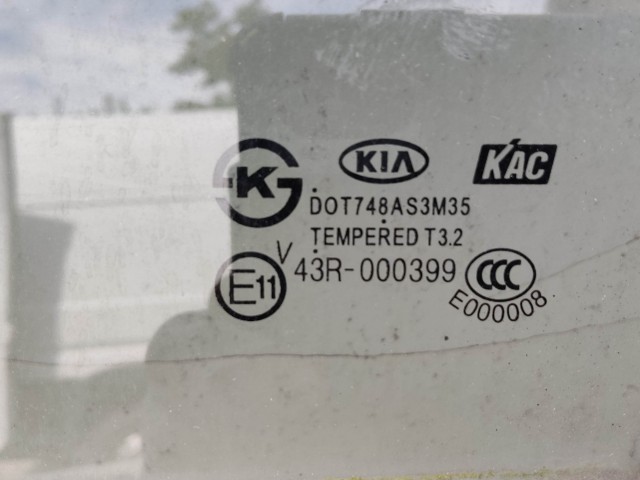 K KIA KAC
DOT748AS3M35
TEMPERED T3.2
V 43R-000399
E11 CCC
E000008